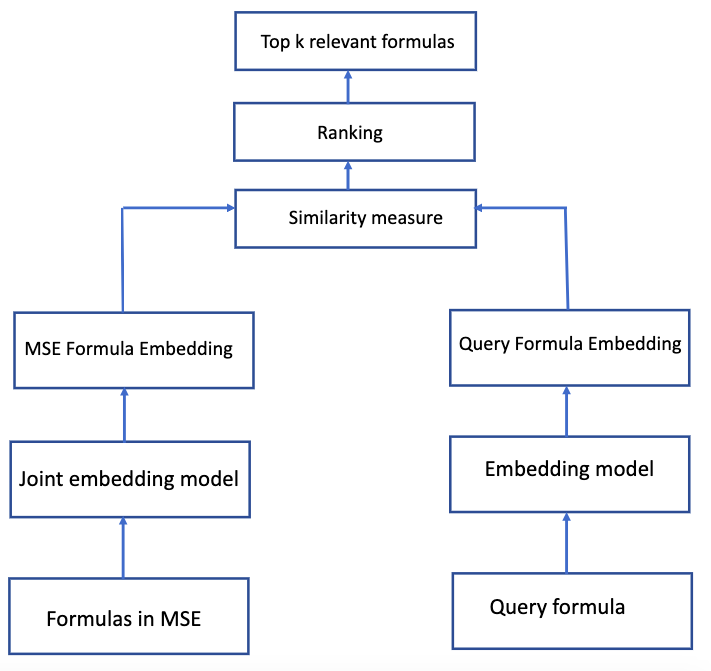 Top k relevant formulas
Ranking
Similarity measure
MSE Formula Embedding
Query Formula Embedding
Joint embedding model
Embedding model
Formulas in MSE
Query formula